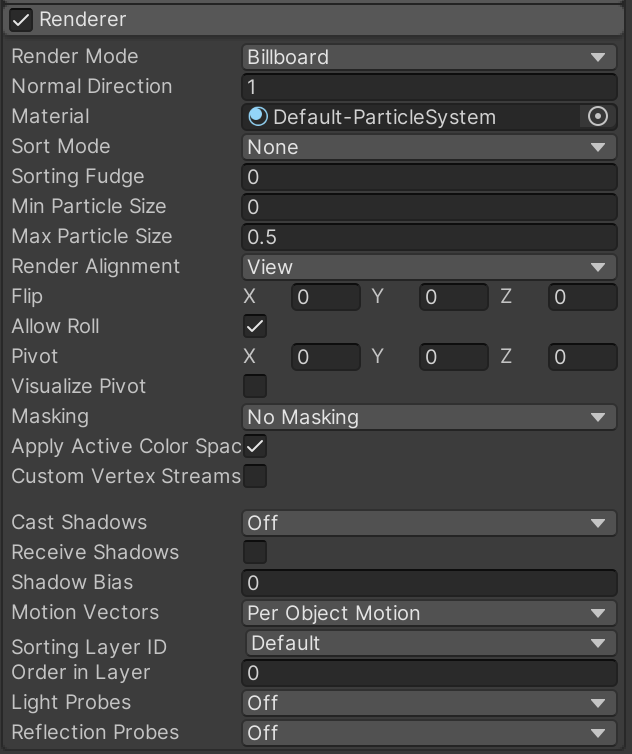 Renderer
Render Mode Billboard
Normal Direction 1
Material Default-ParticleSystem
Sort Mode None
Sorting Fudge 0
Min Particle Size 0
Max Particle Size 0.5
Render Alignment View
Flip X 0 Y 0 Z 0
Allow Roll
Pivot X 0 Y 0 Z 0
Visualize Pivot
Masking No Masking
Apply Active Color Spac
Custom Vertex Streams
Cast Shadows Off
Receive Shadows
Shadow Bias 0
Motion Vectors Per Object Motion
Sorting Layer ID Default
Order in Layer 0
Light Probes Off
Reflection Probes Off